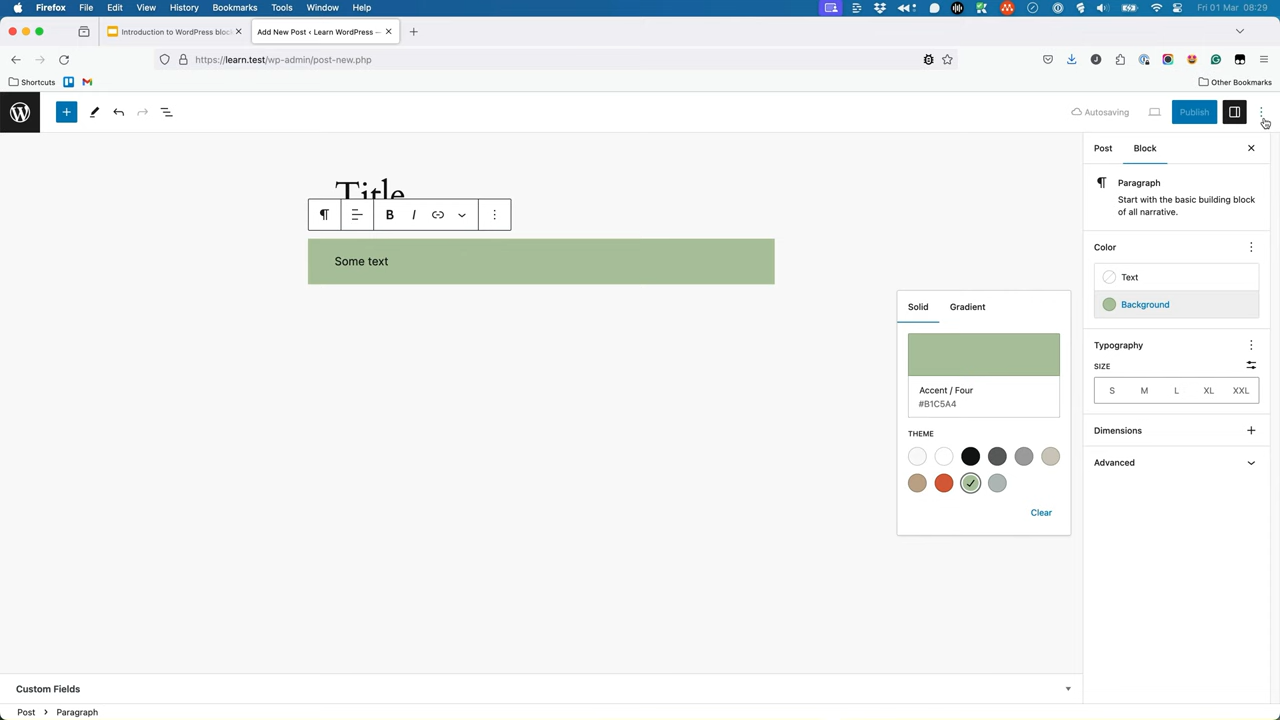 Firefox File Edit View History Bookmarks Tools Window Help Fri 01 Mar 08:29
Introduction to WordPress bloc
Add New Post ‹ Learn WordPress —
https://learn.test/wp-admin/post-new.php
Shortcuts
Other Bookmarks
Autosaving
Publish
Title
B I
Some text
Post Block
Paragraph
Start with the basic building block
of all narrative.
Color
Text
Background
Solid Gradient
Accent / Four
#B1C5A4
THEME
Clear
Typography
SIZE
S M L XL XXL
Dimensions
Advanced
Custom Fields
Post > Paragraph